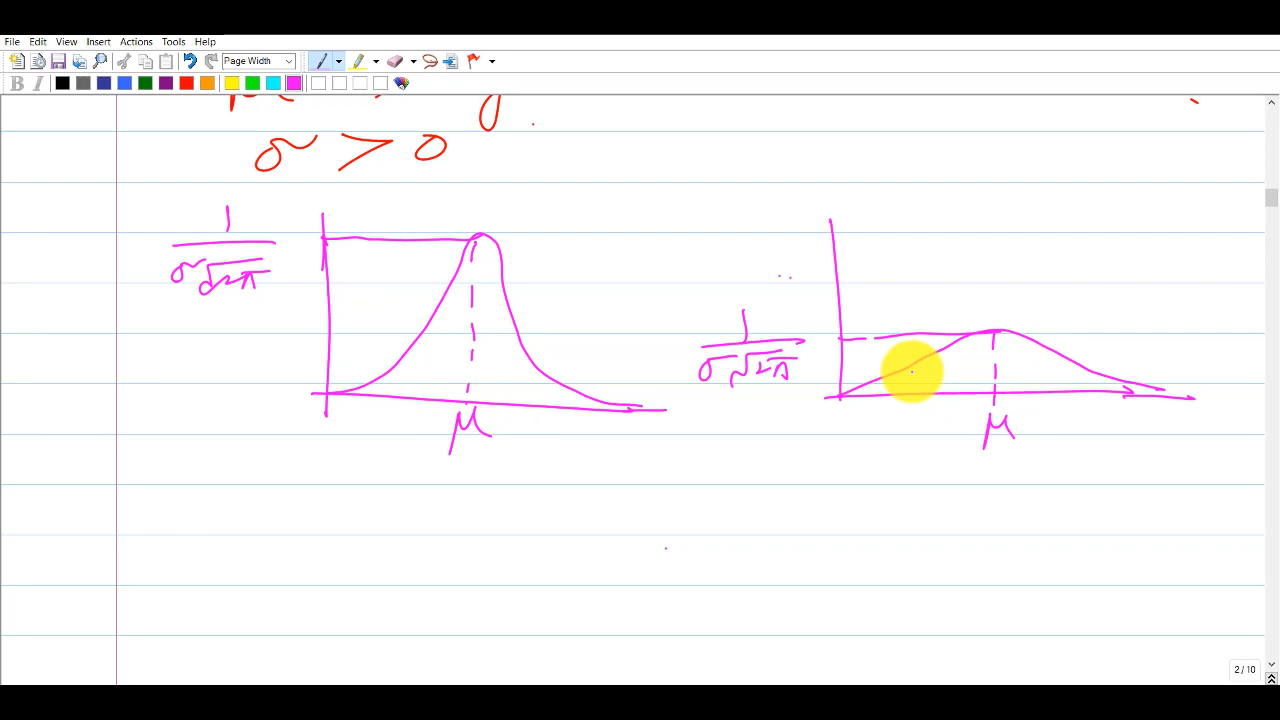 File Edit View Insert Actions Tools Help
Page Width
B I
σ > 0
1
σ√2π
1
σ√2π
μ
μ
2 / 10